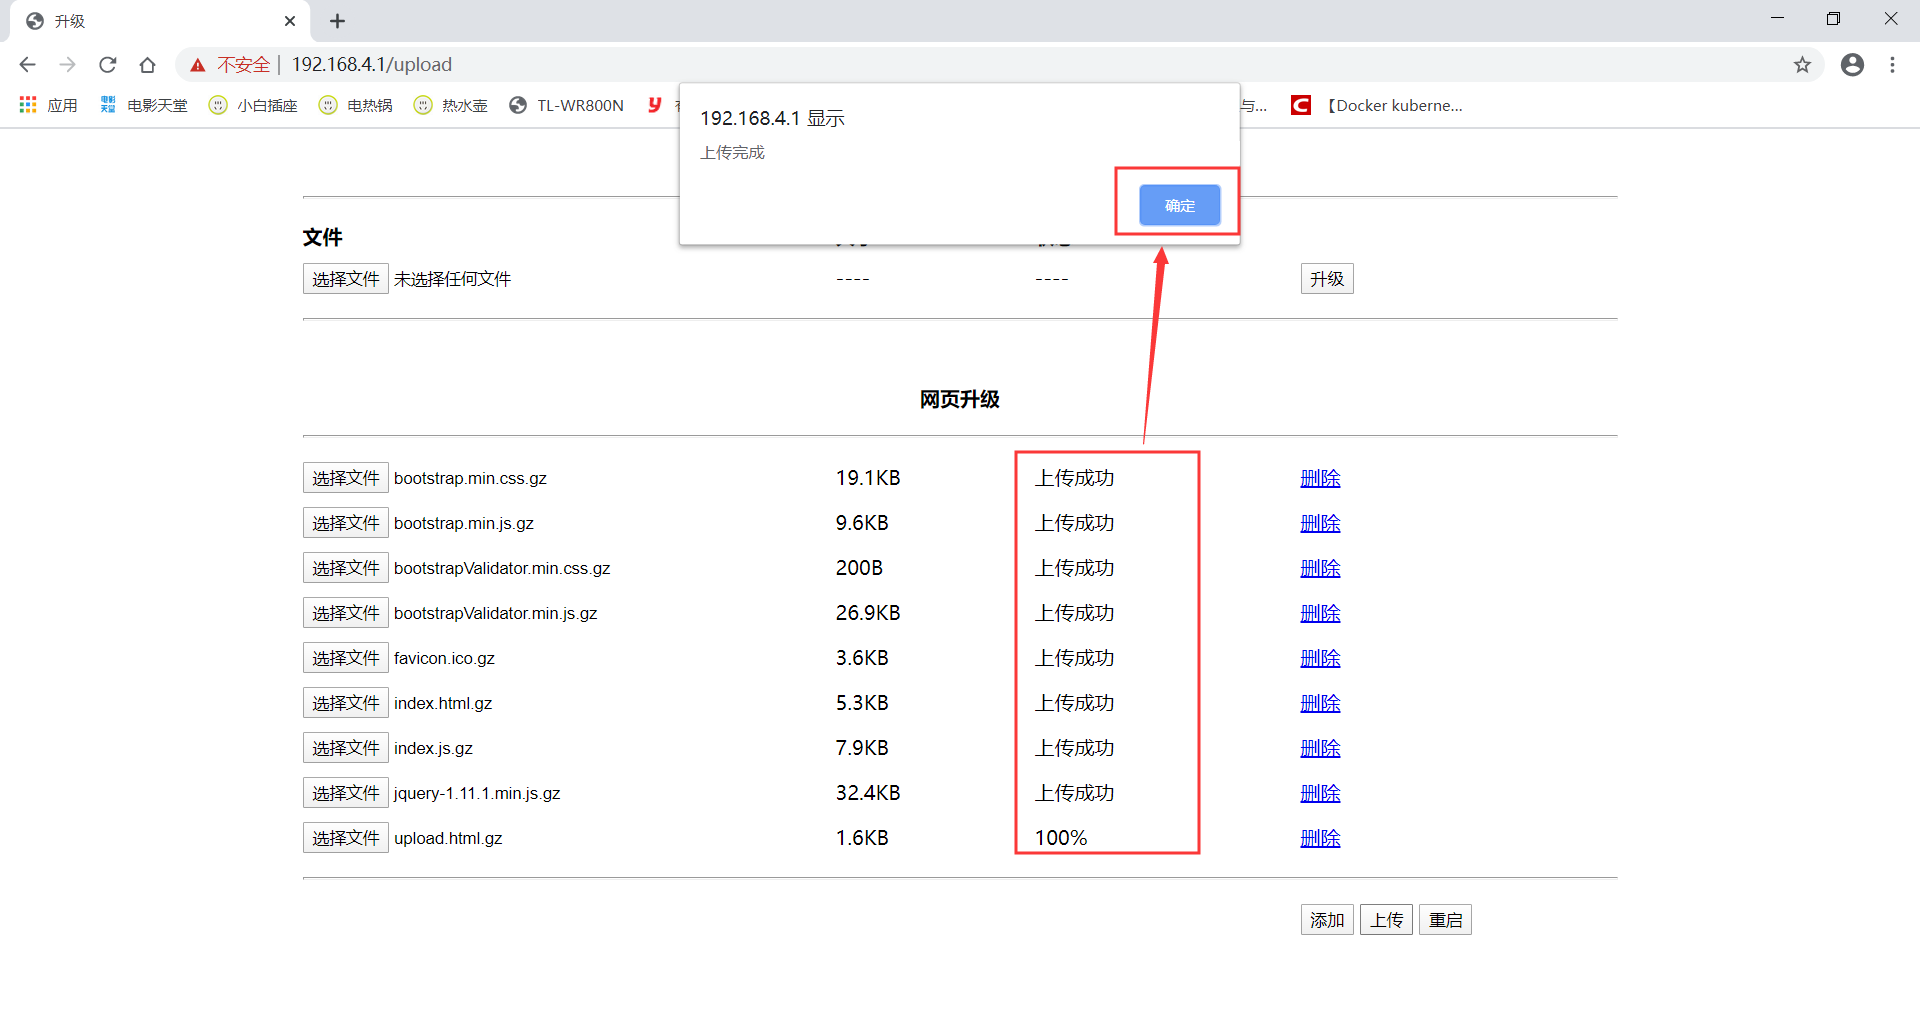 升级
不安全 | 192.168.4.1/upload
应用 电影天堂 电影天堂 小白插座 电热锅 热水壶 TL-WR800N 与... 【Docker kuberne...
192.168.4.1 显示
上传完成
确定
文件
选择文件 未选择任何文件 ---- ---- 升级
网页升级
选择文件 bootstrap.min.css.gz 19.1KB 上传成功 删除
选择文件 bootstrap.min.js.gz 9.6KB 上传成功 删除
选择文件 bootstrapValidator.min.css.gz 200B 上传成功 删除
选择文件 bootstrapValidator.min.js.gz 26.9KB 上传成功 删除
选择文件 favicon.ico.gz 3.6KB 上传成功 删除
选择文件 index.html.gz 5.3KB 上传成功 删除
选择文件 index.js.gz 7.9KB 上传成功 删除
选择文件 jquery-1.11.1.min.js.gz 32.4KB 上传成功 删除
选择文件 upload.html.gz 1.6KB 100% 删除
添加 上传 重启